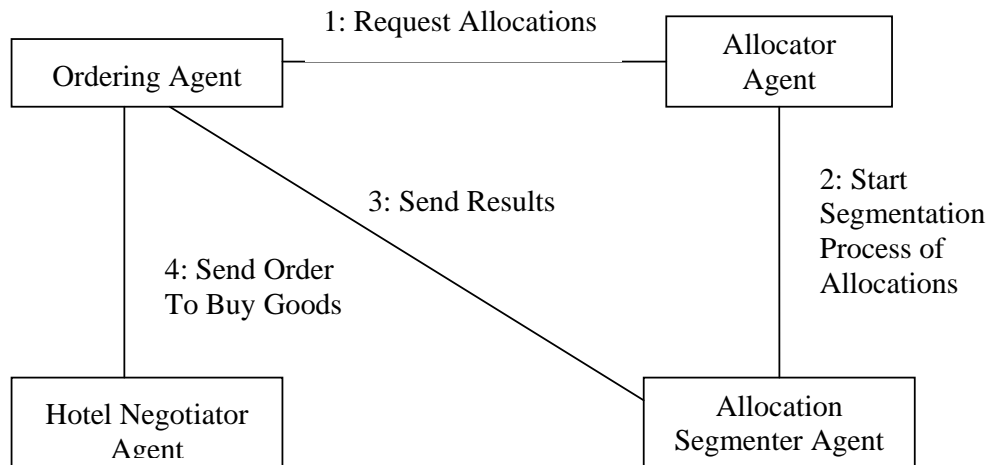 1: Request Allocations
Ordering Agent
Allocator
Agent
2: Start
Segmentation
Process of
Allocations
3: Send Results
4: Send Order
To Buy Goods
Hotel Negotiator
Agent
Allocation
Segmenter Agent